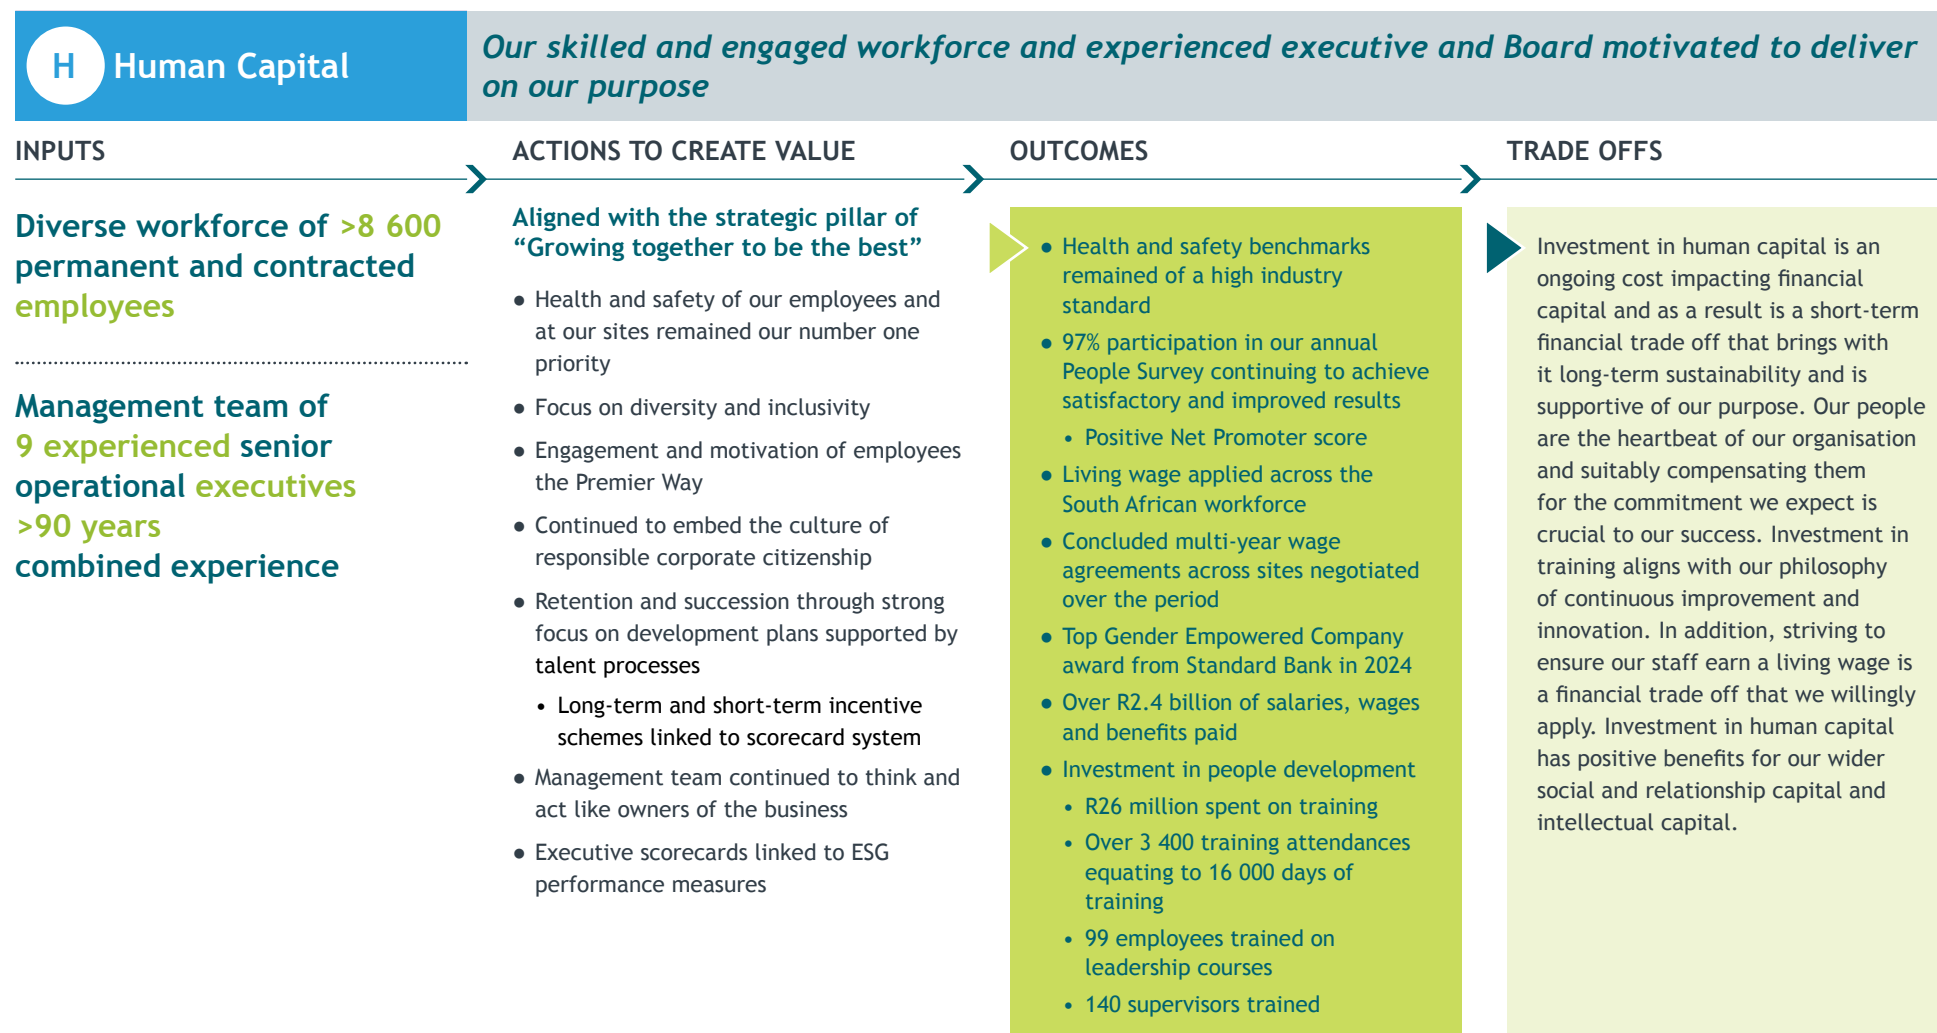 H Human Capital
Our skilled and engaged workforce and experienced executive and Board motivated to deliver
on our purpose
INPUTS
Diverse workforce of >8 600
permanent and contracted
employees
Management team of
9 experienced senior
operational executives
>90 years
combined experience
ACTIONS TO CREATE VALUE
Aligned with the strategic pillar of
“Growing together to be the best”
● Health and safety of our employees and
at our sites remained our number one
priority
● Focus on diversity and inclusivity
● Engagement and motivation of employees
the Premier Way
● Continued to embed the culture of
responsible corporate citizenship
● Retention and succession through strong
focus on development plans supported by
talent processes
• Long-term and short-term incentive
schemes linked to scorecard system
● Management team continued to think and
act like owners of the business
● Executive scorecards linked to ESG
performance measures
OUTCOMES
● Health and safety benchmarks
remained of a high industry
standard
● 97% participation in our annual
People Survey continuing to achieve
satisfactory and improved results
• Positive Net Promoter score
● Living wage applied across the
South African workforce
● Concluded multi-year wage
agreements across sites negotiated
over the period
● Top Gender Empowered Company
award from Standard Bank in 2024
● Over R2.4 billion of salaries, wages
and benefits paid
● Investment in people development
• R26 million spent on training
• Over 3 400 training attendances
equating to 16 000 days of
training
• 99 employees trained on
leadership courses
• 140 supervisors trained
TRADE OFFS
Investment in human capital is an
ongoing cost impacting financial
capital and as a result is a short-term
financial trade off that brings with
it long-term sustainability and is
supportive of our purpose. Our people
are the heartbeat of our organisation
and suitably compensating them
for the commitment we expect is
crucial to our success. Investment in
training aligns with our philosophy
of continuous improvement and
innovation. In addition, striving to
ensure our staff earn a living wage is
a financial trade off that we willingly
apply. Investment in human capital
has positive benefits for our wider
social and relationship capital and
intellectual capital.